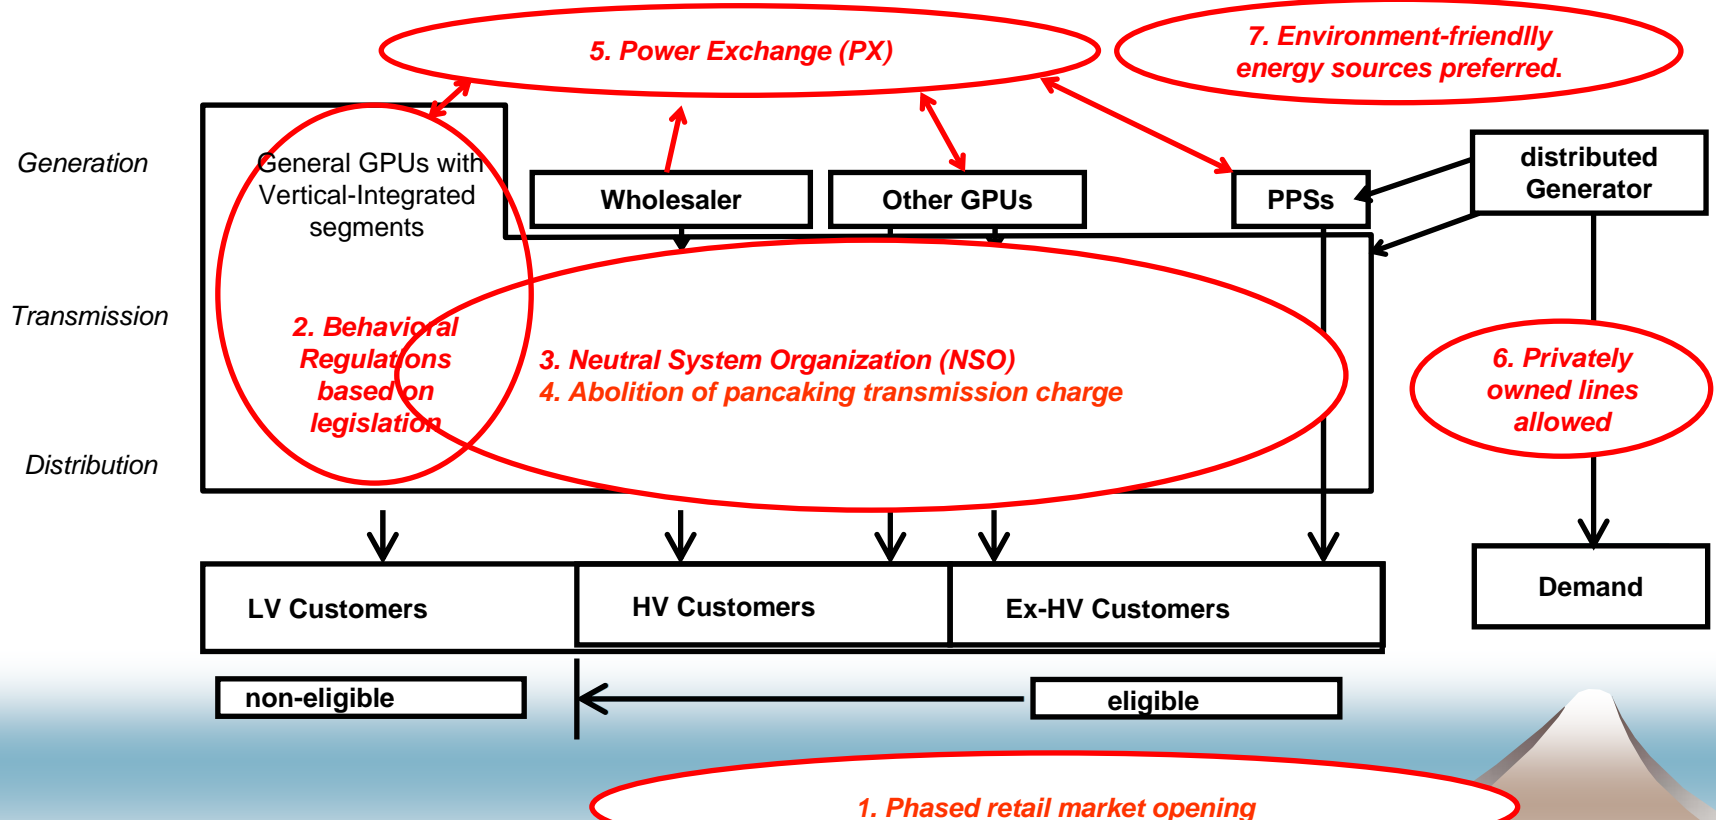 5. Power Exchange (PX)
7. Environment-friendlly
energy sources preferred.
Generation
General GPUs with
Vertical-Integrated
segments
Wholesaler
Other GPUs
PPSs
distributed
Generator
Transmission
2. Behavioral
Regulations
based on
legislation
3. Neutral System Organization (NSO)
4. Abolition of pancaking transmission charge
6. Privately
owned lines
allowed
Distribution
LV Customers
HV Customers
Ex-HV Customers
Demand
non-eligible
eligible
1. Phased retail market opening